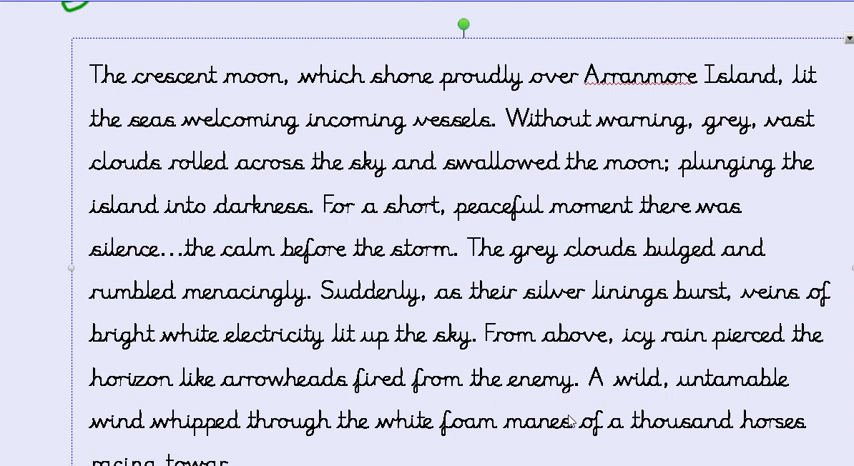 The crescent moon, which shone proudly over Arranmore Island, lit
the seas welcoming incoming vessels. Without warning, grey, vast
clouds rolled across the sky and swallowed the moon; plunging the
island into darkness. For a short, peaceful moment there was
silence...the calm before the storm. The grey clouds bulged and
rumbled menacingly. Suddenly, as their silver linings burst, veins of
bright white electricity lit up the sky. From above, icy rain pierced the
horizon like arrowheads fired from the enemy. A wild, untamable
wind whipped through the white foam manes of a thousand horses
racing towar